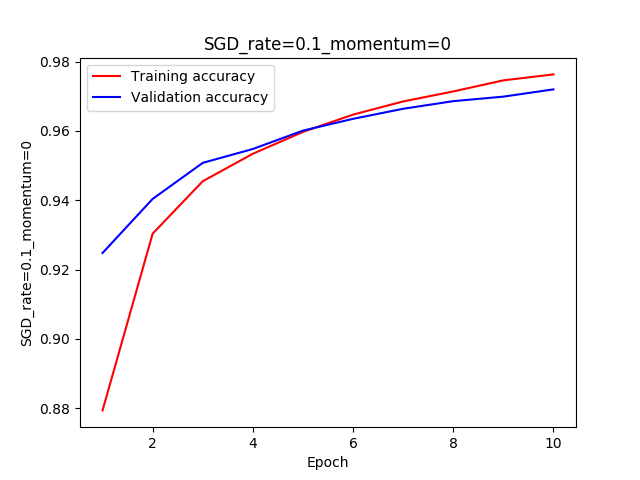 SGD_rate=0.1_momentum=0
Training accuracy
Validation accuracy
0.98
0.96
0.94
0.92
0.90
0.88
SGD_rate=0.1_momentum=0
2
4
6
8
10
Epoch